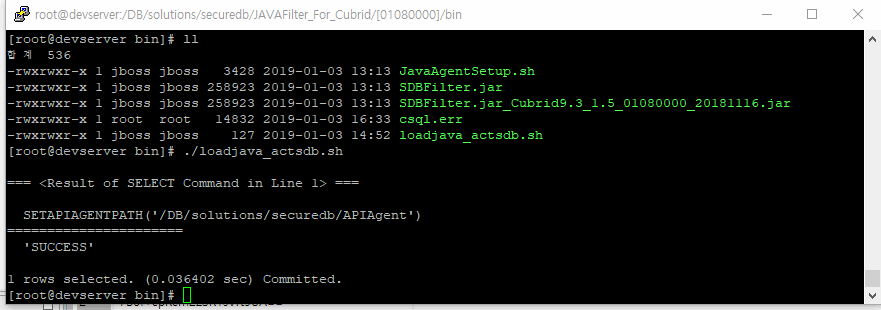 root@devserver:/DB/solutions/securedb/JAVAFilter_For_Cubrid/[01080000]/bin
[root@devserver bin]# ll
합계 536
-rwxrwxr-x 1 jboss jboss   3428 2019-01-03 13:13 JavaAgentSetup.sh
-rwxrwxr-x 1 jboss jboss 258923 2019-01-03 13:13 SDBFilter.jar
-rwxrwxr-x 1 jboss jboss 258923 2019-01-03 13:13 SDBFilter.jar_Cubrid9.3_1.5_01080000_20181116.jar
-rwxrwxr-x 1 root  root   14832 2019-01-03 16:33 csql.err
-rwxrwxr-x 1 jboss jboss    127 2019-01-03 14:52 loadjava_actsdb.sh
[root@devserver bin]# ./loadjava_actsdb.sh
=== <Result of SELECT Command in Line 1> ===
SETAPIAGENTPATH('/DB/solutions/securedb/APIAgent')
======================
'SUCCESS'
1 rows selected. (0.036402 sec) Committed.
[root@devserver bin]#